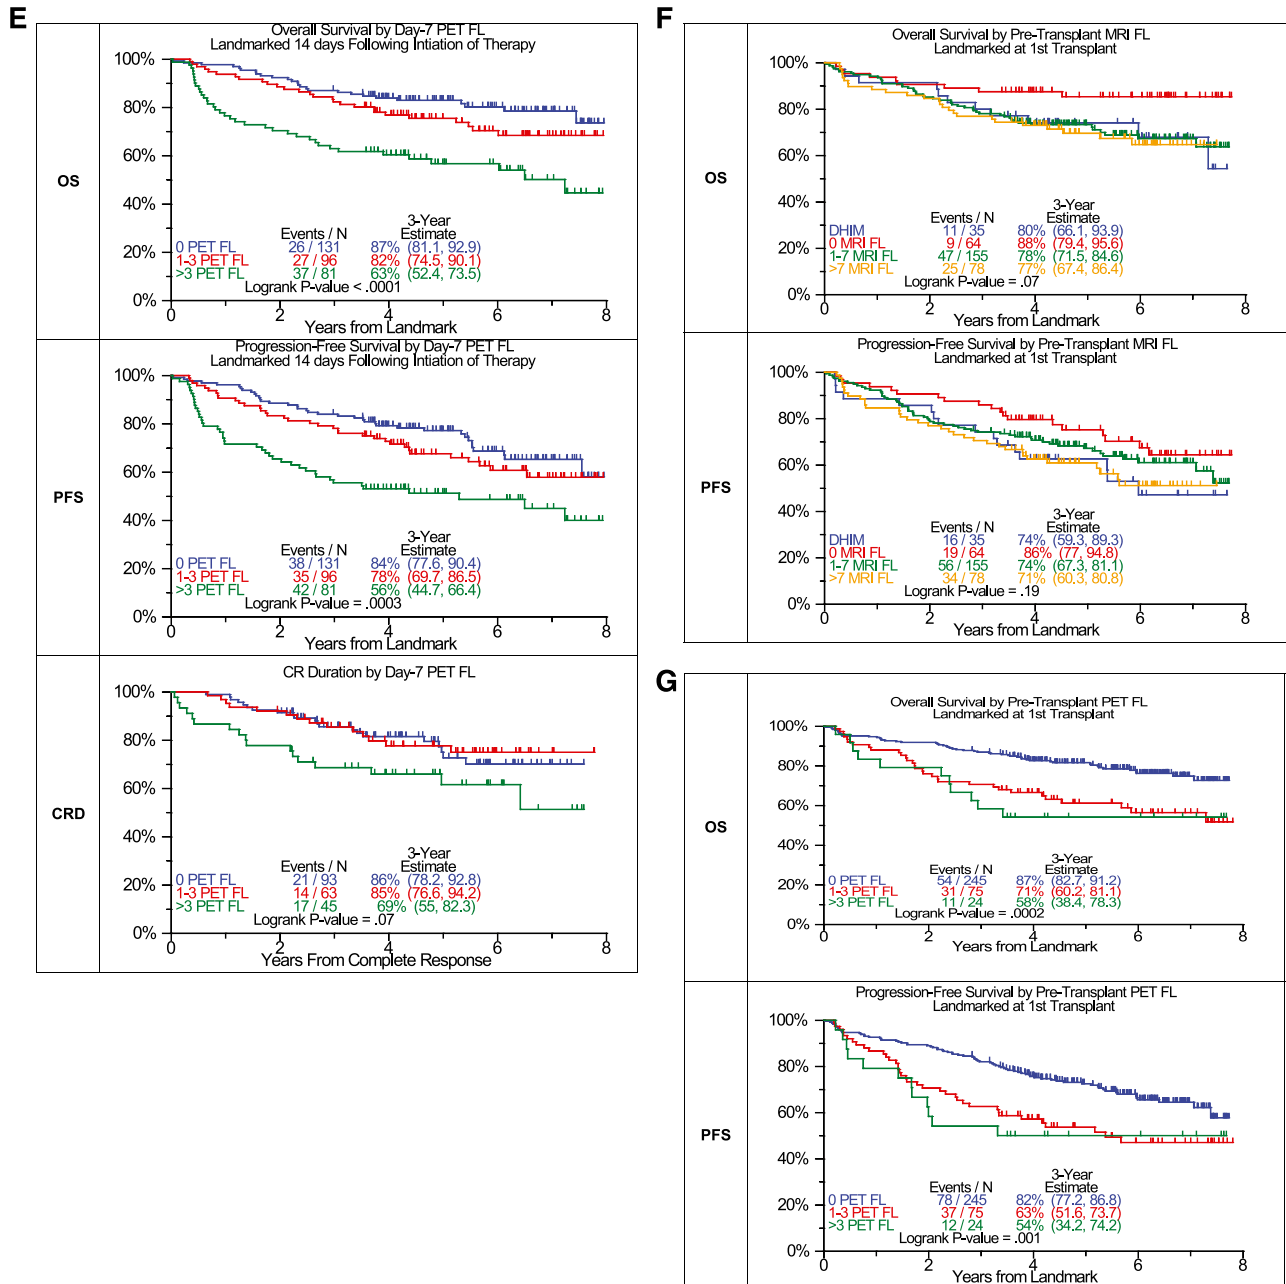 E
OS
Overall Survival by Day-7 PET FL
Landmarked 14 days Following Intiation of Therapy
100%
80%
60%
40%
20%
0%
3-Year
Events / N Estimate
0 PET FL 26 / 131 87% (81.1, 92.9)
1-3 PET FL 27 / 96 82% (74.5, 90.1)
>3 PET FL 37 / 81 63% (52.4, 73.5)
Logrank P-value < .0001
0 2 4 6 8
Years from Landmark
PFS
Progression-Free Survival by Day-7 PET FL
Landmarked 14 days Following Intiation of Therapy
100%
80%
60%
40%
20%
0%
3-Year
Events / N Estimate
0 PET FL 38 / 131 84% (77.6, 90.4)
1-3 PET FL 35 / 96 78% (69.7, 86.5)
>3 PET FL 42 / 81 56% (44.7, 66.4)
Logrank P-value = .0003
0 2 4 6 8
Years from Landmark
CRD
CR Duration by Day-7 PET FL
100%
80%
60%
40%
20%
0%
3-Year
Events / N Estimate
0 PET FL 21 / 93 86% (78.2, 92.8)
1-3 PET FL 14 / 63 85% (76.6, 94.2)
>3 PET FL 17 / 45 69% (55, 82.3)
Logrank P-value = .07
0 2 4 6 8
Years From Complete Response
F
OS
Overall Survival by Pre-Transplant MRI FL
Landmarked at 1st Transplant
100%
80%
60%
40%
20%
0%
3-Year
Events / N Estimate
DHIM 11 / 35 80% (66.1, 93.9)
0 MRI FL 9 / 64 88% (79.4, 95.6)
1-7 MRI FL 47 / 155 78% (71.5, 84.6)
>7 MRI FL 25 / 78 77% (67.4, 86.4)
Logrank P-value = .07
0 2 4 6 8
Years from Landmark
PFS
Progression-Free Survival by Pre-Transplant MRI FL
Landmarked at 1st Transplant
100%
80%
60%
40%
20%
0%
3-Year
Events / N Estimate
DHIM 16 / 35 74% (59.3, 89.3)
0 MRI FL 19 / 64 86% (77, 94.8)
1-7 MRI FL 56 / 155 74% (67.3, 81.1)
>7 MRI FL 34 / 78 71% (60.3, 80.8)
Logrank P-value = .19
0 2 4 6 8
Years from Landmark
G
OS
Overall Survival by Pre-Transplant PET FL
Landmarked at 1st Transplant
100%
80%
60%
40%
20%
0%
3-Year
Events / N Estimate
0 PET FL 54 / 245 87% (82.7, 91.2)
1-3 PET FL 31 / 75 71% (60.2, 81.1)
>3 PET FL 11 / 24 58% (38.4, 78.3)
Logrank P-value = .0002
0 2 4 6 8
Years from Landmark
PFS
Progression-Free Survival by Pre-Transplant PET FL
Landmarked at 1st Transplant
100%
80%
60%
40%
20%
0%
3-Year
Events / N Estimate
0 PET FL 78 / 245 82% (77.2, 86.8)
1-3 PET FL 37 / 75 63% (51.6, 73.7)
>3 PET FL 12 / 24 54% (34.2, 74.2)
Logrank P-value = .001
0 2 4 6 8
Years from Landmark